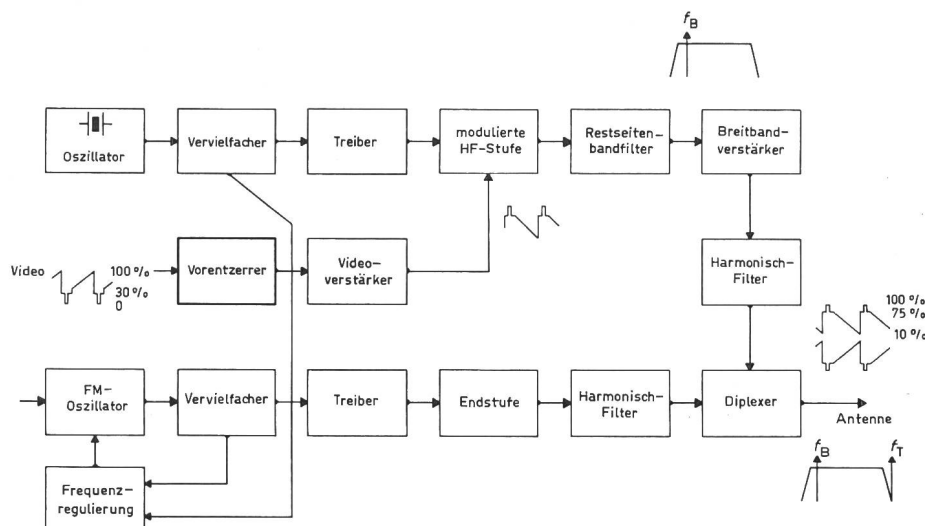 f_B
Oszillator
Vervielfacher
Treiber
modulierte
HF-Stufe
Restseiten-
bandfilter
Breitband-
verstärker
Video
100 %
30 %
0
Vorentzerrer
Video-
verstärker
Harmonisch-
Filter
100 %
75 %
10 %
FM-
Oszillator
Vervielfacher
Treiber
Endstufe
Harmonisch-
Filter
Diplexer
Antenne
Frequenz-
regulierung
f_B
f_T